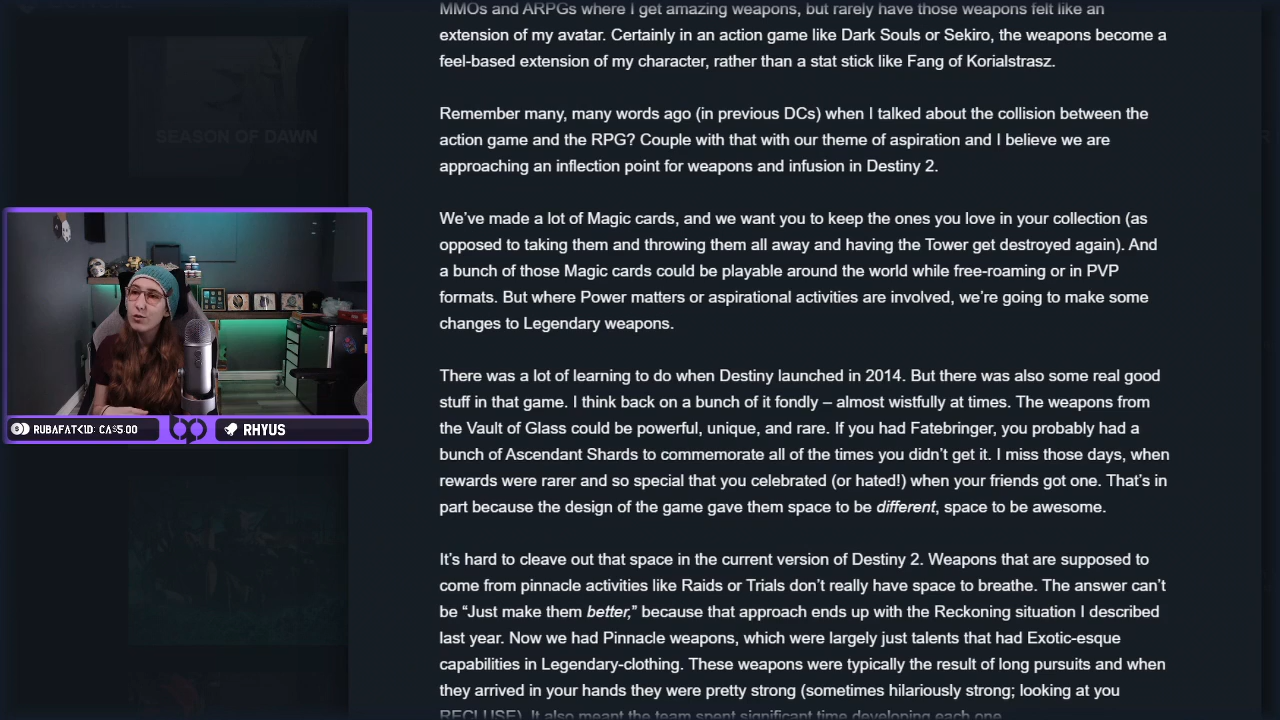 MMOs and ARPGs where I get amazing weapons, but rarely have those weapons felt like an
extension of my avatar. Certainly in an action game like Dark Souls or Sekiro, the weapons become a
feel-based extension of my character, rather than a stat stick like Fang of Korialstrasz.
Remember many, many words ago (in previous DCs) when I talked about the collision between the
action game and the RPG? Couple with that with our theme of aspiration and I believe we are
approaching an inflection point for weapons and infusion in Destiny 2.
We’ve made a lot of Magic cards, and we want you to keep the ones you love in your collection (as
opposed to taking them and throwing them all away and having the Tower get destroyed again). And
a bunch of those Magic cards could be playable around the world while free-roaming or in PVP
formats. But where Power matters or aspirational activities are involved, we’re going to make some
changes to Legendary weapons.
There was a lot of learning to do when Destiny launched in 2014. But there was also some real good
stuff in that game. I think back on a bunch of it fondly – almost wistfully at times. The weapons from
the Vault of Glass could be powerful, unique, and rare. If you had Fatebringer, you probably had a
bunch of Ascendant Shards to commemorate all of the times you didn’t get it. I miss those days, when
rewards were rarer and so special that you celebrated (or hated!) when your friends got one. That’s in
part because the design of the game gave them space to be different, space to be awesome.
It’s hard to cleave out that space in the current version of Destiny 2. Weapons that are supposed to
come from pinnacle activities like Raids or Trials don’t really have space to breathe. The answer can’t
be “Just make them better,” because that approach ends up with the Reckoning situation I described
last year. Now we had Pinnacle weapons, which were largely just talents that had Exotic-esque
capabilities in Legendary-clothing. These weapons were typically the result of long pursuits and when
they arrived in your hands they were pretty strong (sometimes hilariously strong; looking at you
RECLUSE). It also meant the team spent significant time developing each one.
SEASON OF DAWN
RUBAFATK1D: CA$5.00
RHYUS